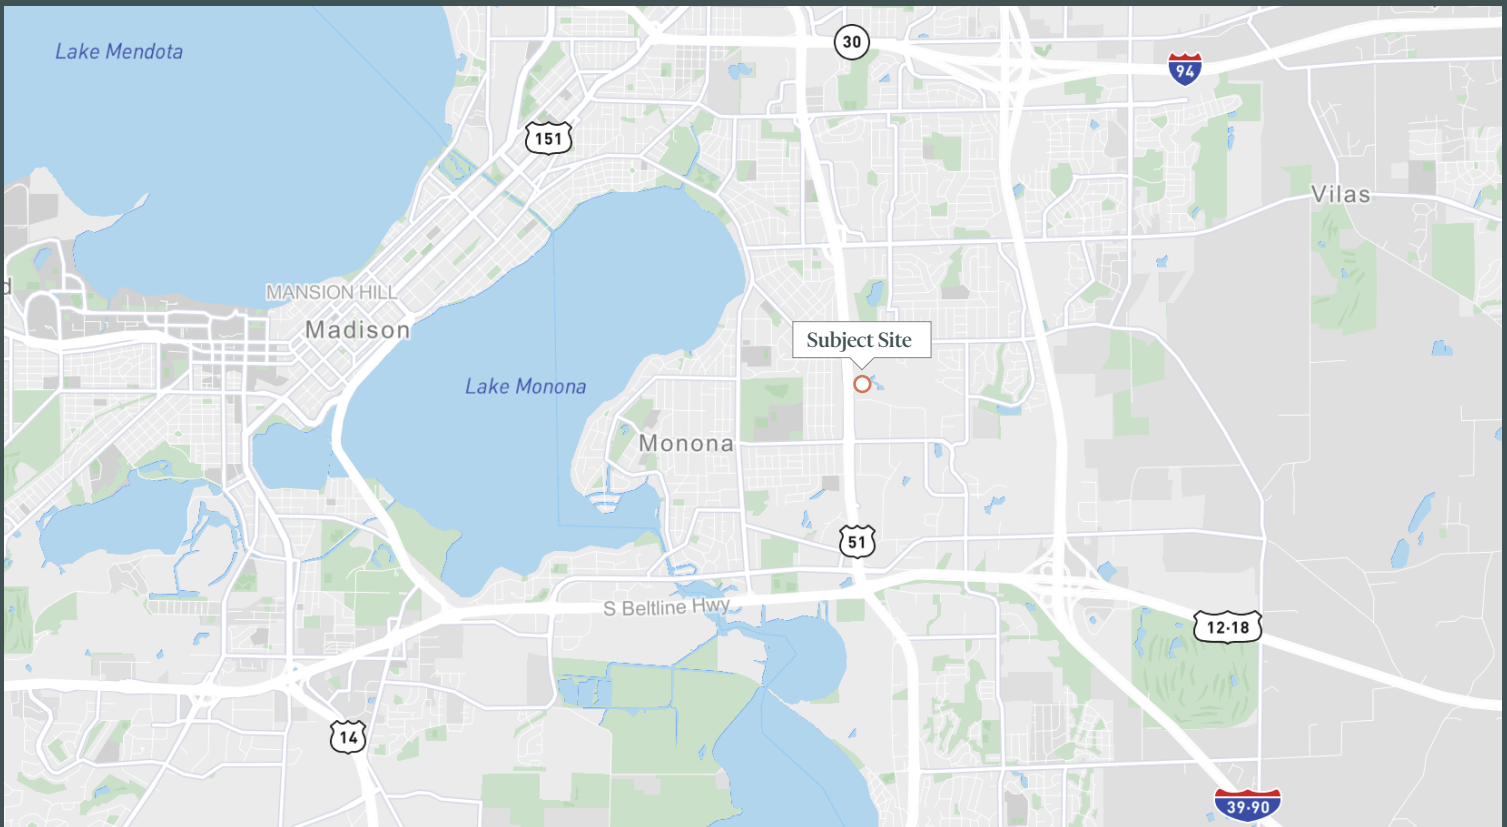 Lake Mendota
30
94
151
Vilas
d
MANSION HILL
Madison
Subject Site
Lake Monona
Monona
51
S Beltline Hwy
12·18
14
39·90